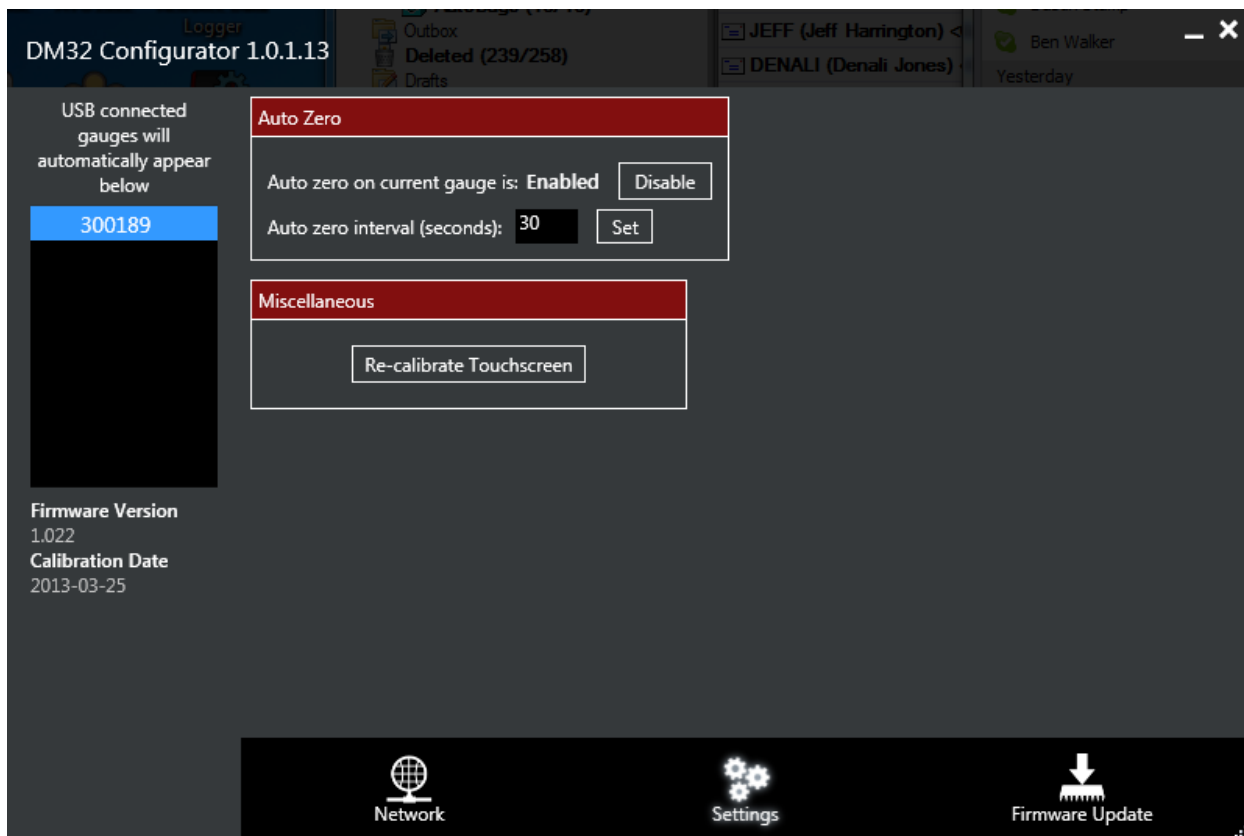 Logger
DM32 Configurator 1.0.1.13
Outbox
Deleted (239/258)
Drafts
JEFF (Jeff Harrington) <
DENALI (Denali Jones)
Ben Walker
Yesterday
USB connected
gauges will
automatically appear
below
300189
Firmware Version
1.022
Calibration Date
2013-03-25
Auto Zero
Auto zero on current gauge is: Enabled Disable
Auto zero interval (seconds): 30 Set
Miscellaneous
Re-calibrate Touchscreen
Network
Settings
Firmware Update